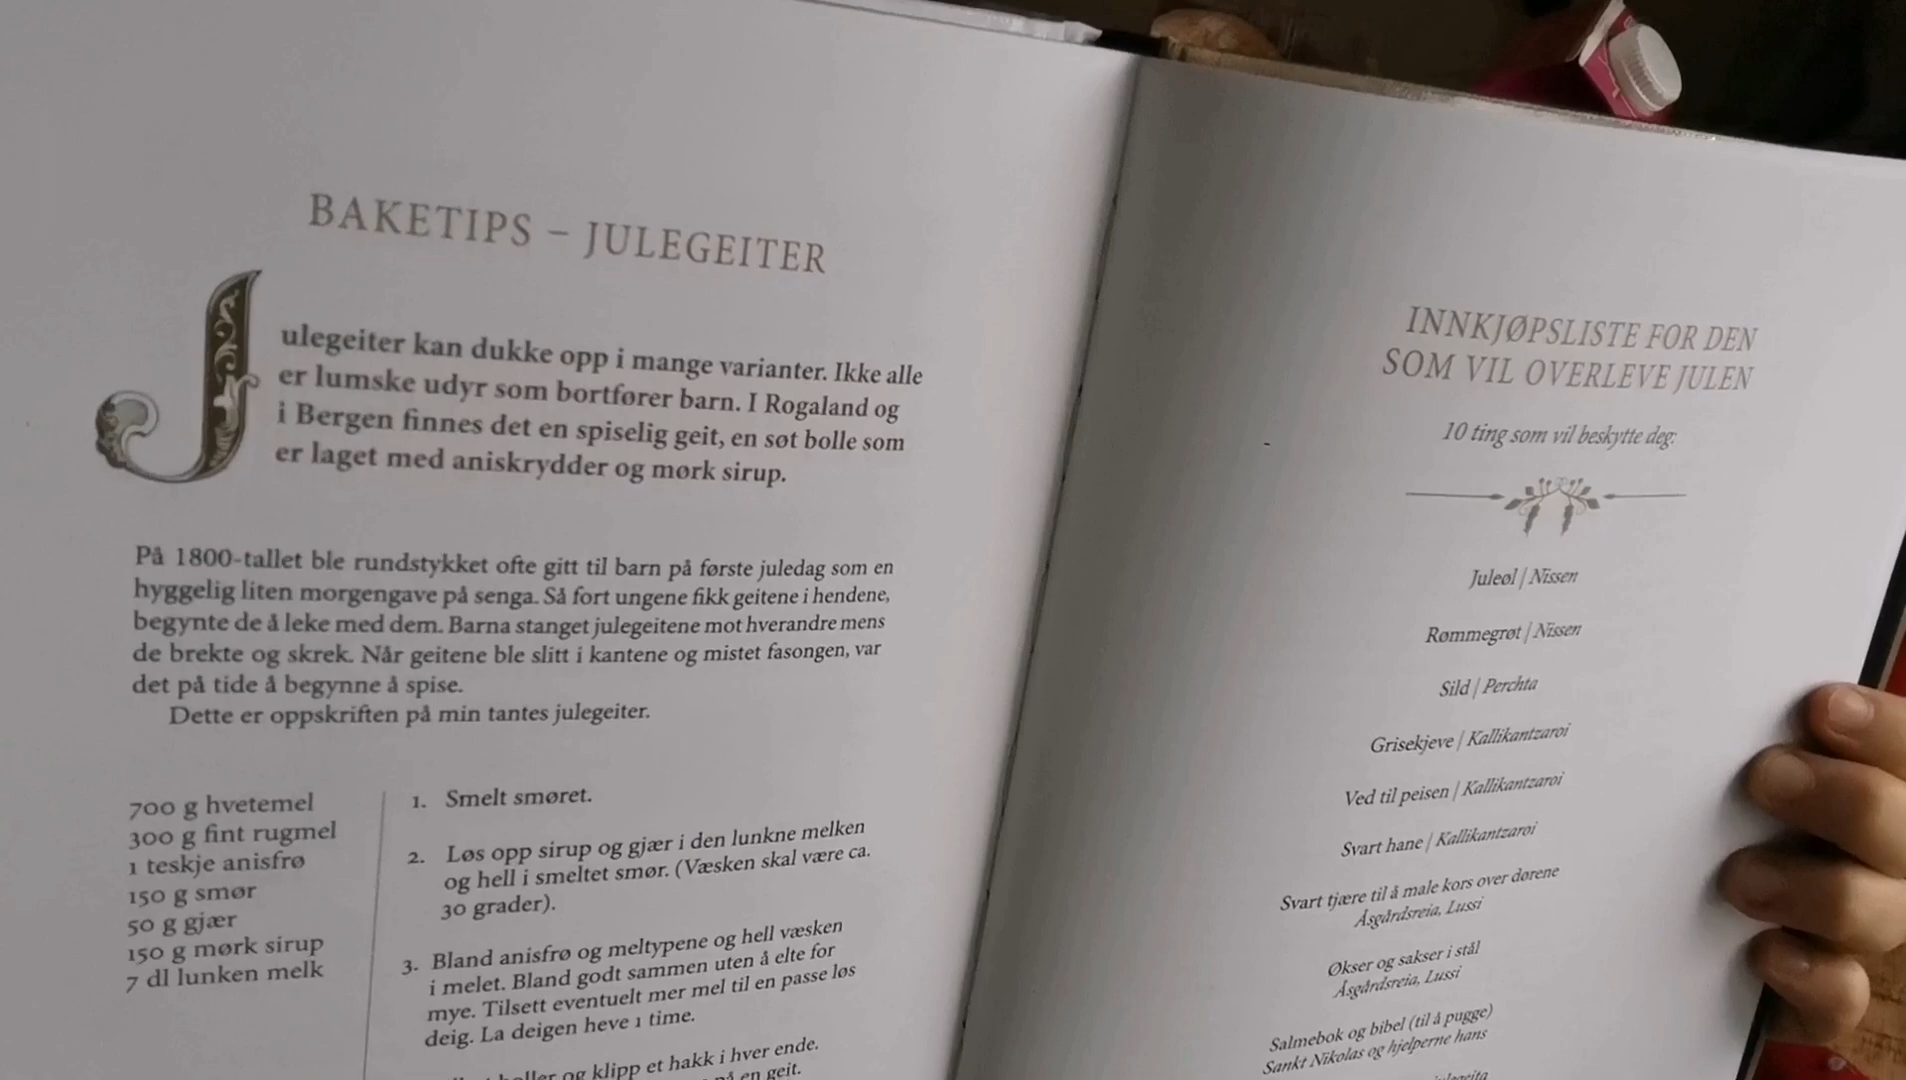 BAKETIPS – JULEGEITER
Julegeiter kan dukke opp i mange varianter. Ikke alle
er lumske udyr som bortfører barn. I Rogaland og
i Bergen finnes det en spiselig geit, en søt bolle som
er laget med aniskrydder og mørk sirup.
På 1800-tallet ble rundstykket ofte gitt til barn på første juledag som en
hyggelig liten morgengave på senga. Så fort ungene fikk geitene i hendene,
begynte de å leke med dem. Barna stanget julegeitene mot hverandre mens
de brekte og skrek. Når geitene ble slitt i kantene og mistet fasongen, var
det på tide å begynne å spise.
Dette er oppskriften på min tantes julegeiter.
700 g hvetemel
300 g fint rugmel
1 teskje anisfrø
150 g smør
50 g gjær
150 g mørk sirup
7 dl lunken melk
1. Smelt smøret.
2. Løs opp sirup og gjær i den lunkne melken
og hell i smeltet smør. (Væsken skal være ca.
30 grader).
3. Bland anisfrø og meltypene og hell væsken
i melet. Bland godt sammen uten å elte for
mye. Tilsett eventuelt mer mel til en passe løs
deig. La deigen heve 1 time.
og klipp et hakk i hver ende.
en geit.
INNKJØPSLISTE FOR DEN
SOM VIL OVERLEVE JULEN
10 ting som vil beskytte deg:
Juleøl | Nissen
Rømmegrøt | Nissen
Sild | Perchta
Grisekjeve | Kallikantzaroi
Ved til peisen | Kallikantzaroi
Svart hane | Kallikantzaroi
Svart tjære til å male kors over dørene
Åsgårdsreia, Lussi
Økser og sakser i stål
Åsgårdsreia, Lussi
Salmebok og bibel (til å pugge)
Sankt Nikolas og hjelperne hans